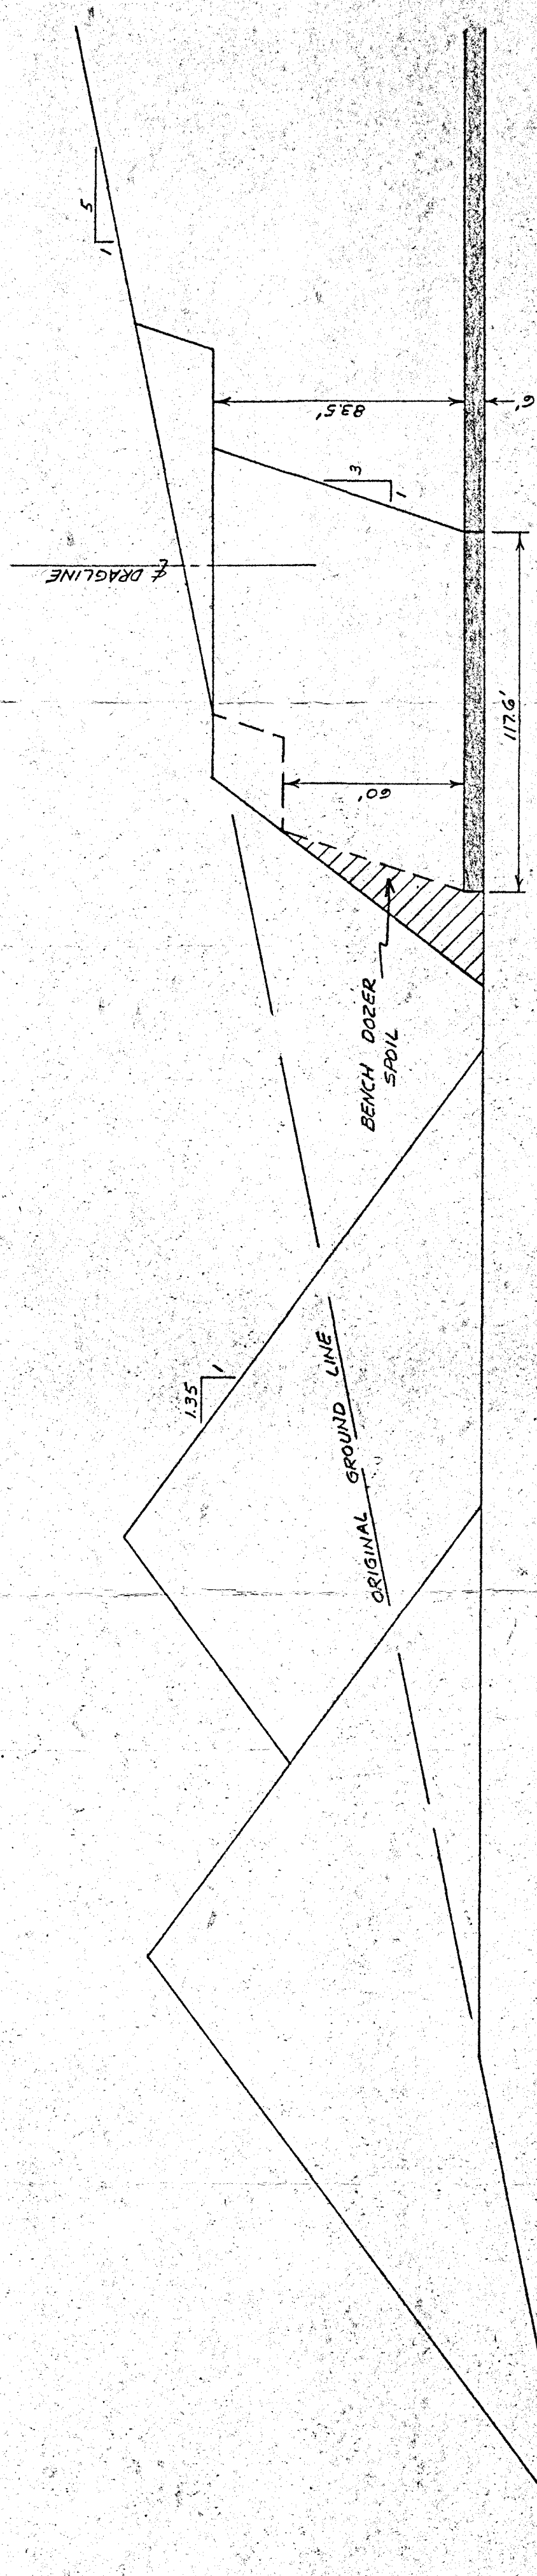 5
1
℄ DRAGLINE
83.5'
6'
3
1
117.6'
60'
BENCH DOZER
SPOIL
1.35
1
ORIGINAL GROUND LINE